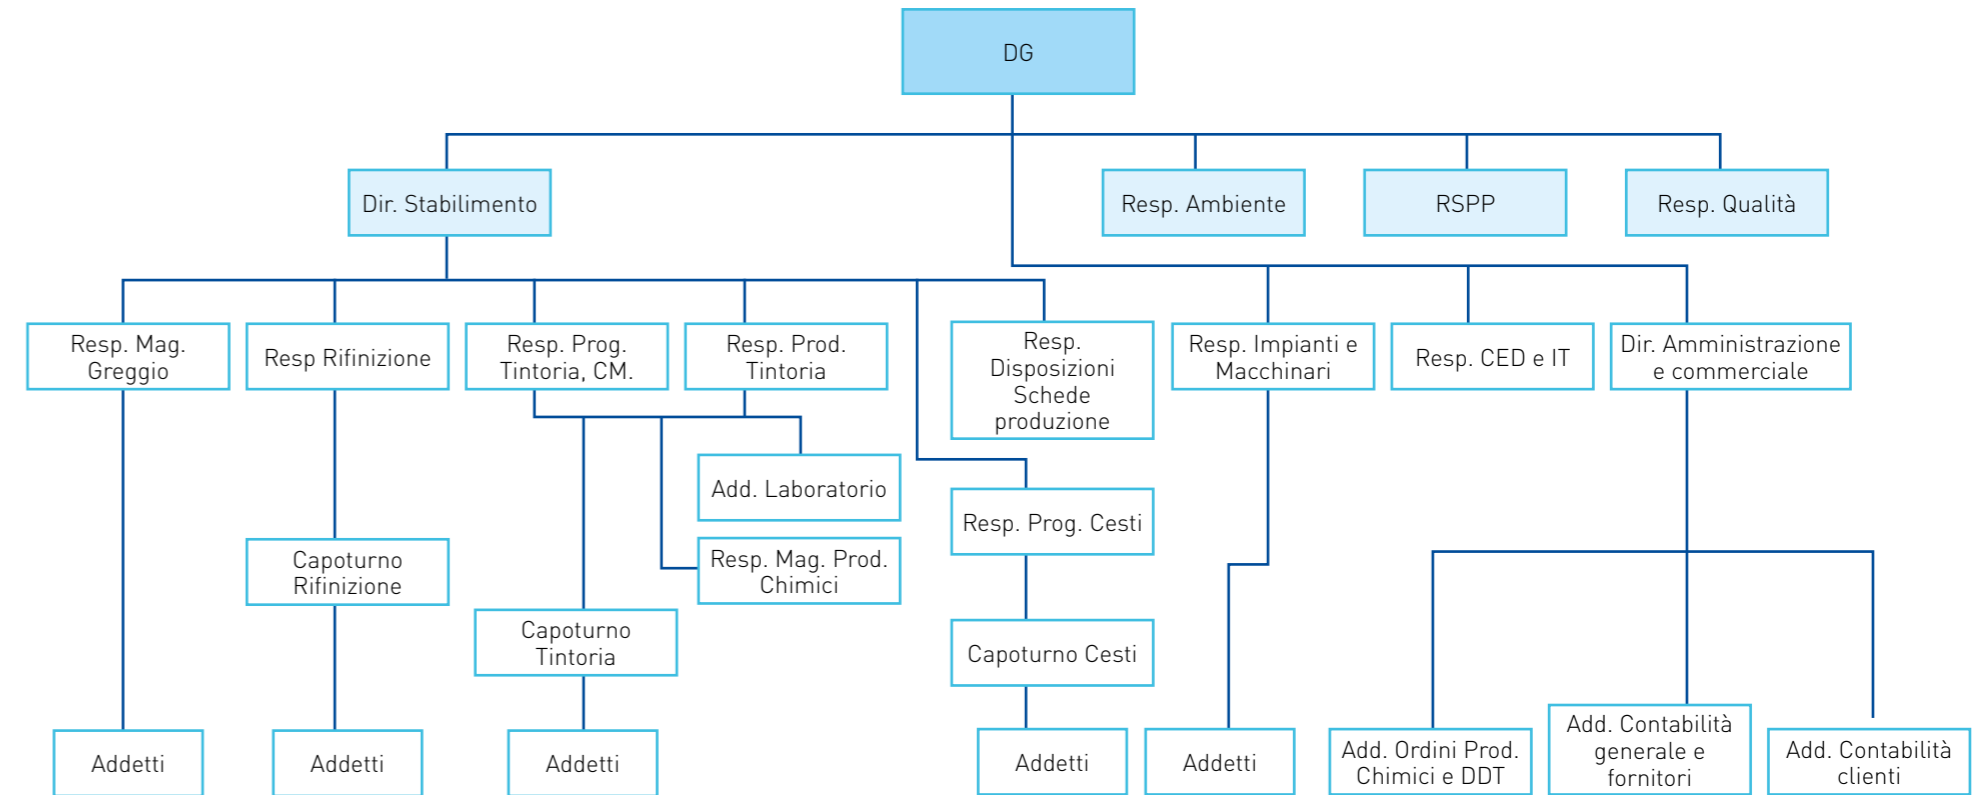 DG
Dir. Stabilimento
Resp. Ambiente
RSPP
Resp. Qualità
Resp. Mag.
Greggio
Resp Rifinizione
Resp. Prog.
Tintoria, CM.
Resp. Prod.
Tintoria
Resp.
Disposizioni
Schede
produzione
Resp. Impianti e
Macchinari
Resp. CED e IT
Dir. Amministrazione
e commerciale
Add. Laboratorio
Resp. Prog. Cesti
Capoturno
Rifinizione
Resp. Mag. Prod.
Chimici
Capoturno
Tintoria
Capoturno Cesti
Addetti
Addetti
Addetti
Addetti
Addetti
Add. Ordini Prod.
Chimici e DDT
Add. Contabilità
generale e
fornitori
Add. Contabilità
clienti